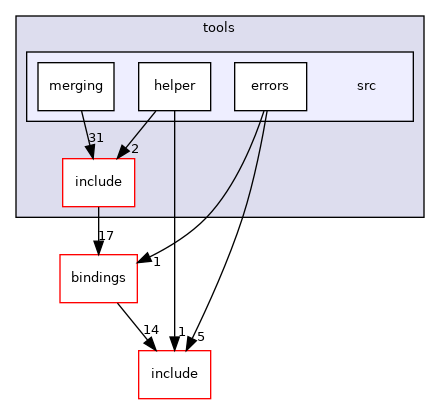 tools
merging
helper
errors
src
31
2
include
17
1
bindings
14
1
5
include